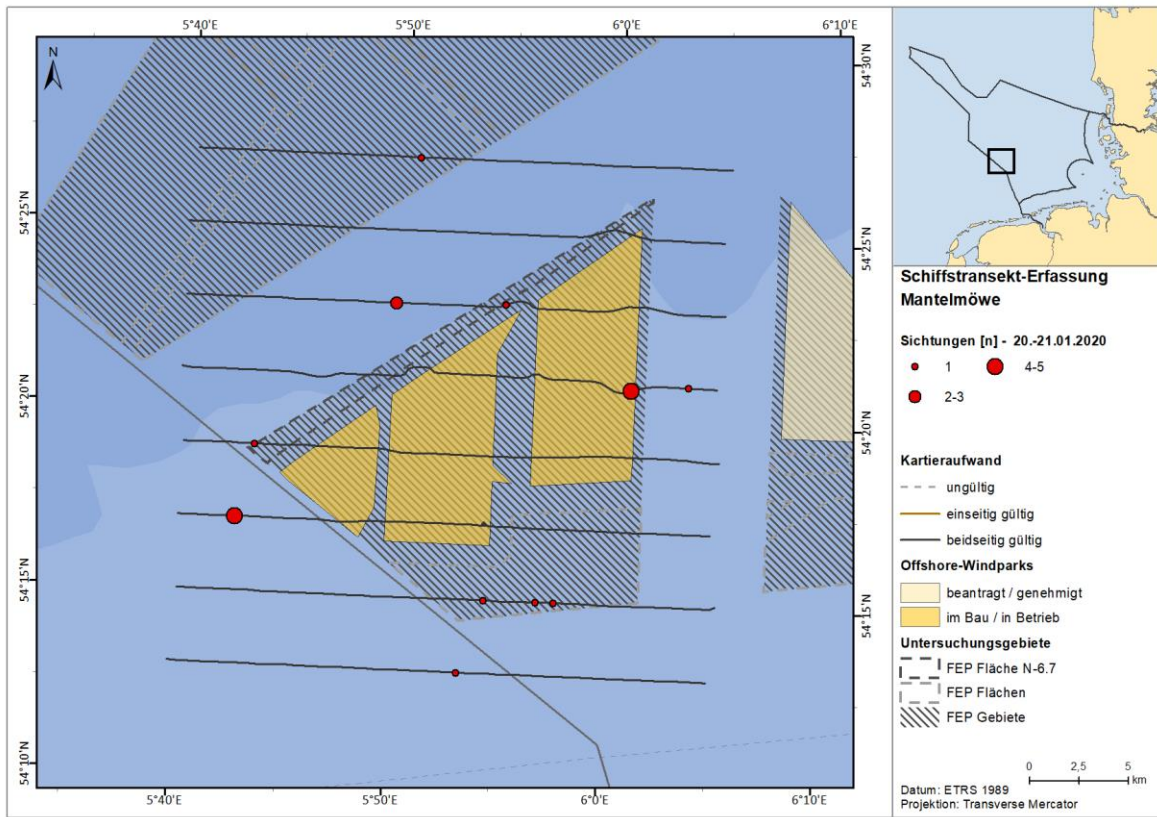 5°40'E
5°50'E
6°0'E
6°10'E
N
54°30'N
54°25'N
54°25'N
54°20'N
54°20'N
54°15'N
54°15'N
54°10'N
5°40'E
5°50'E
6°0'E
6°10'E
Schiffstransekt-Erfassung
Mantelmöwe
Sichtungen [n] - 20.-21.01.2020
1
4-5
2-3
Kartieraufwand
ungültig
einseitig gültig
beidseitig gültig
Offshore-Windparks
beantragt / genehmigt
im Bau / in Betrieb
Untersuchungsgebiete
FEP Fläche N-6.7
FEP Flächen
FEP Gebiete
0 2,5 5
km
Datum: ETRS 1989
Projektion: Transverse Mercator